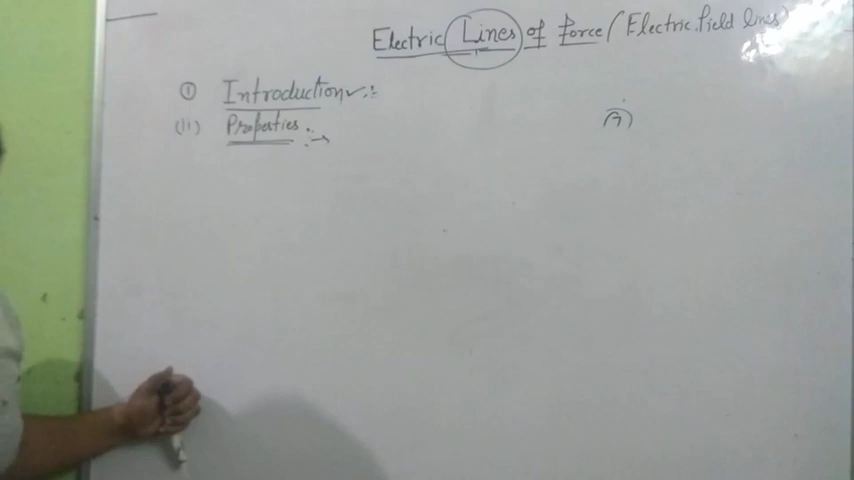 Electric Lines of Force (Electric field lines)
(i) Introduction :
(ii) Properties :→